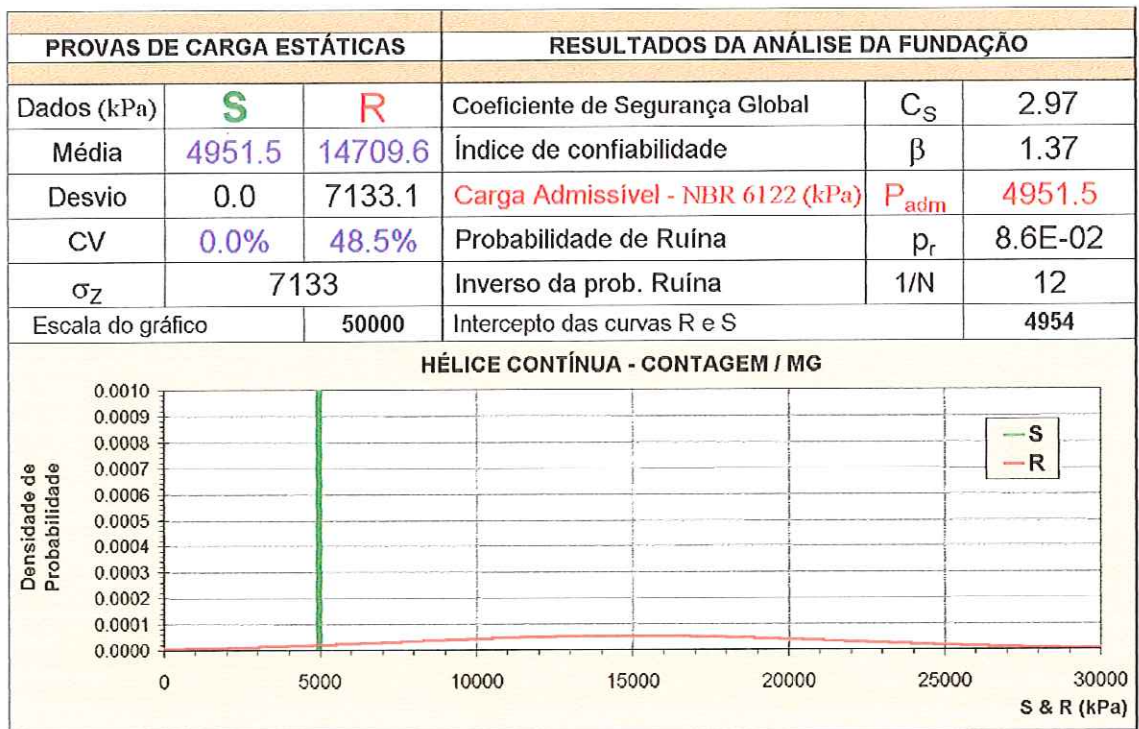 PROVAS DE CARGA ESTÁTICAS RESULTADOS DA ANÁLISE DA FUNDAÇÃO
Dados (kPa) S R Coeficiente de Segurança Global C_S 2.97
Média 4951.5 14709.6 Índice de confiabilidade β 1.37
Desvio 0.0 7133.1 Carga Admissível - NBR 6122 (kPa) P_adm 4951.5
CV 0.0% 48.5% Probabilidade de Ruína p_r 8.6E-02
σ_Z 7133 Inverso da prob. Ruína 1/N 12
Escala do gráfico 50000 Intercepto das curvas R e S 4954
HÉLICE CONTÍNUA - CONTAGEM / MG
Densidade de
Probabilidade
0.0010
0.0009
0.0008
0.0007
0.0006
0.0005
0.0004
0.0003
0.0002
0.0001
0.0000
S
R
0 5000 10000 15000 20000 25000 30000
S & R (kPa)